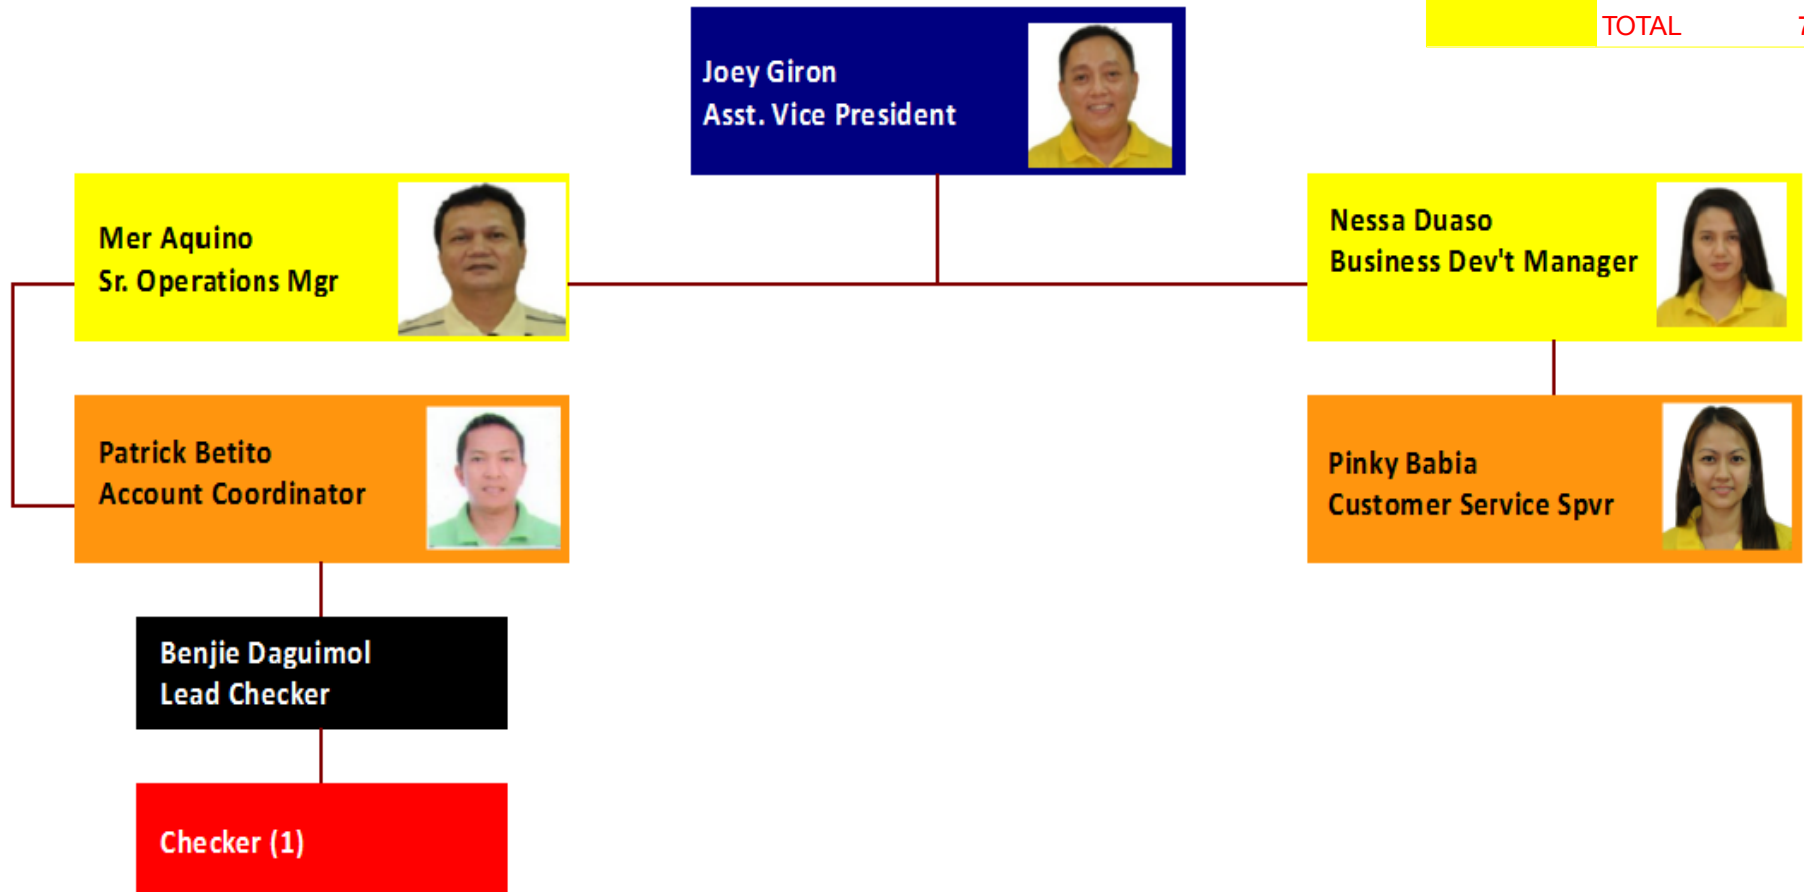 TOTAL 7
Joey Giron
Asst. Vice President
Mer Aquino
Sr. Operations Mgr
Nessa Duaso
Business Dev't Manager
Patrick Betito
Account Coordinator
Pinky Babia
Customer Service Spvr
Benjie Daguimol
Lead Checker
Checker (1)